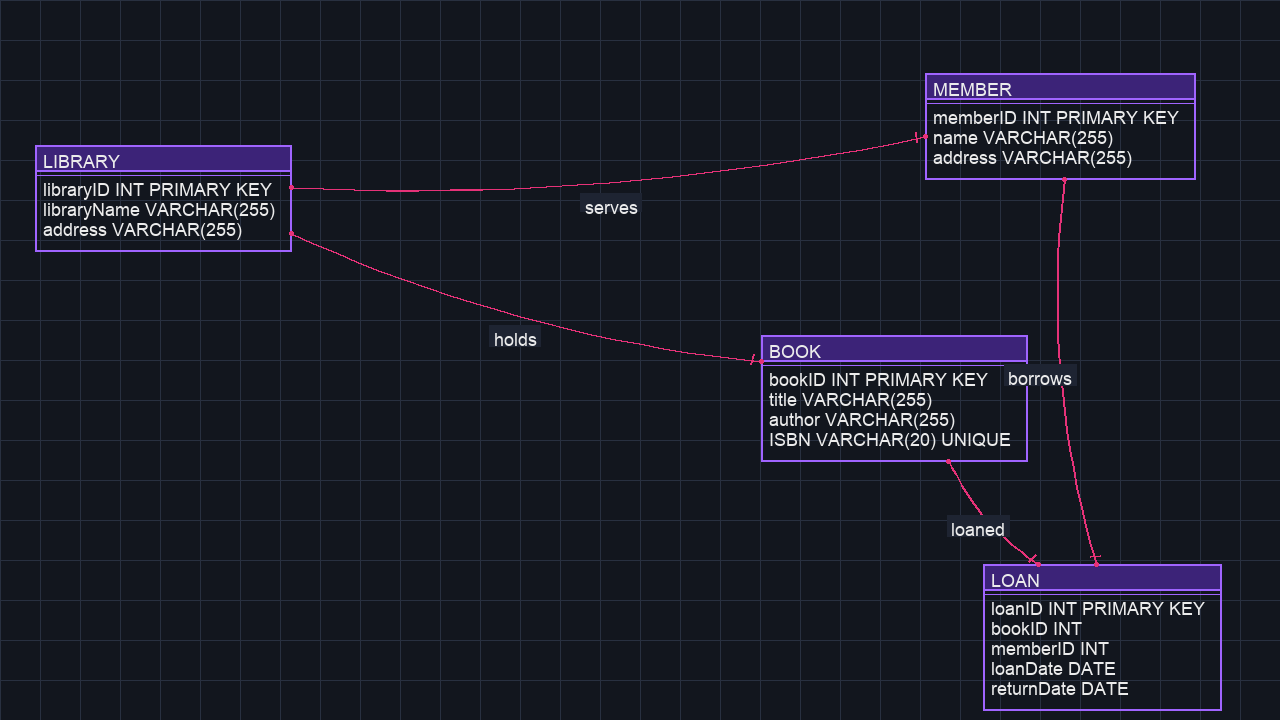 MEMBER
memberID INT PRIMARY KEY
name VARCHAR(255)
address VARCHAR(255)
LIBRARY
libraryID INT PRIMARY KEY
libraryName VARCHAR(255)
address VARCHAR(255)
serves
holds
BOOK
bookID INT PRIMARY KEY
title VARCHAR(255)
author VARCHAR(255)
ISBN VARCHAR(20) UNIQUE
borrows
loaned
LOAN
loanID INT PRIMARY KEY
bookID INT
memberID INT
loanDate DATE
returnDate DATE